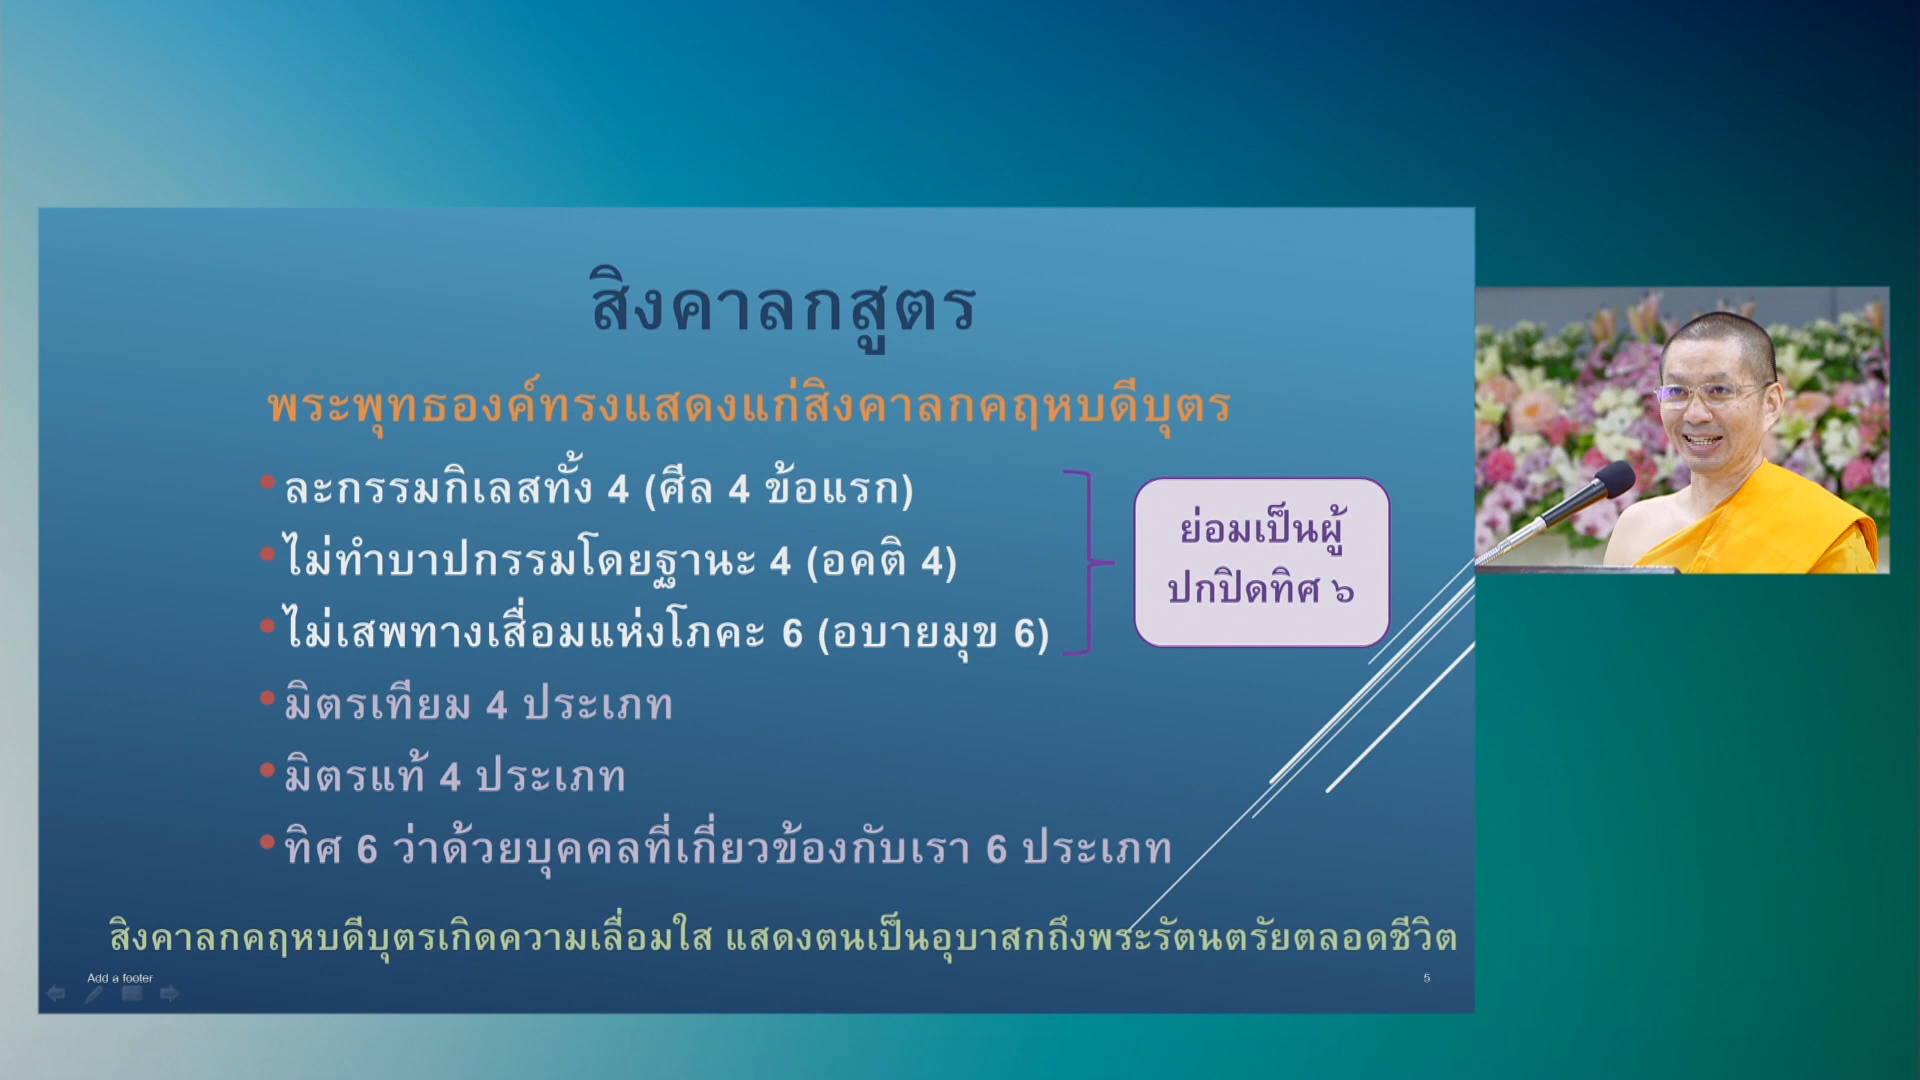 สิงคาลกสูตร
พระพุทธองค์ทรงแสดงแก่สิงคาลกคฤหบดีบุตร
• ละกรรมกิเลสทั้ง 4 (ศีล 4 ข้อแรก)
• ไม่ทำบาปกรรมโดยฐานะ 4 (อคติ 4)
• ไม่เสพทางเสื่อมแห่งโภคะ 6 (อบายมุข 6)
ย่อมเป็นผู้
ปกปิดทิศ ๖
• มิตรเทียม 4 ประเภท
• มิตรแท้ 4 ประเภท
• ทิศ 6 ว่าด้วยบุคคลที่เกี่ยวข้องกับเรา 6 ประเภท
สิงคาลกคฤหบดีบุตรเกิดความเลื่อมใส แสดงตนเป็นอุบาสกถึงพระรัตนตรัยตลอดชีวิต
Add a footer
5